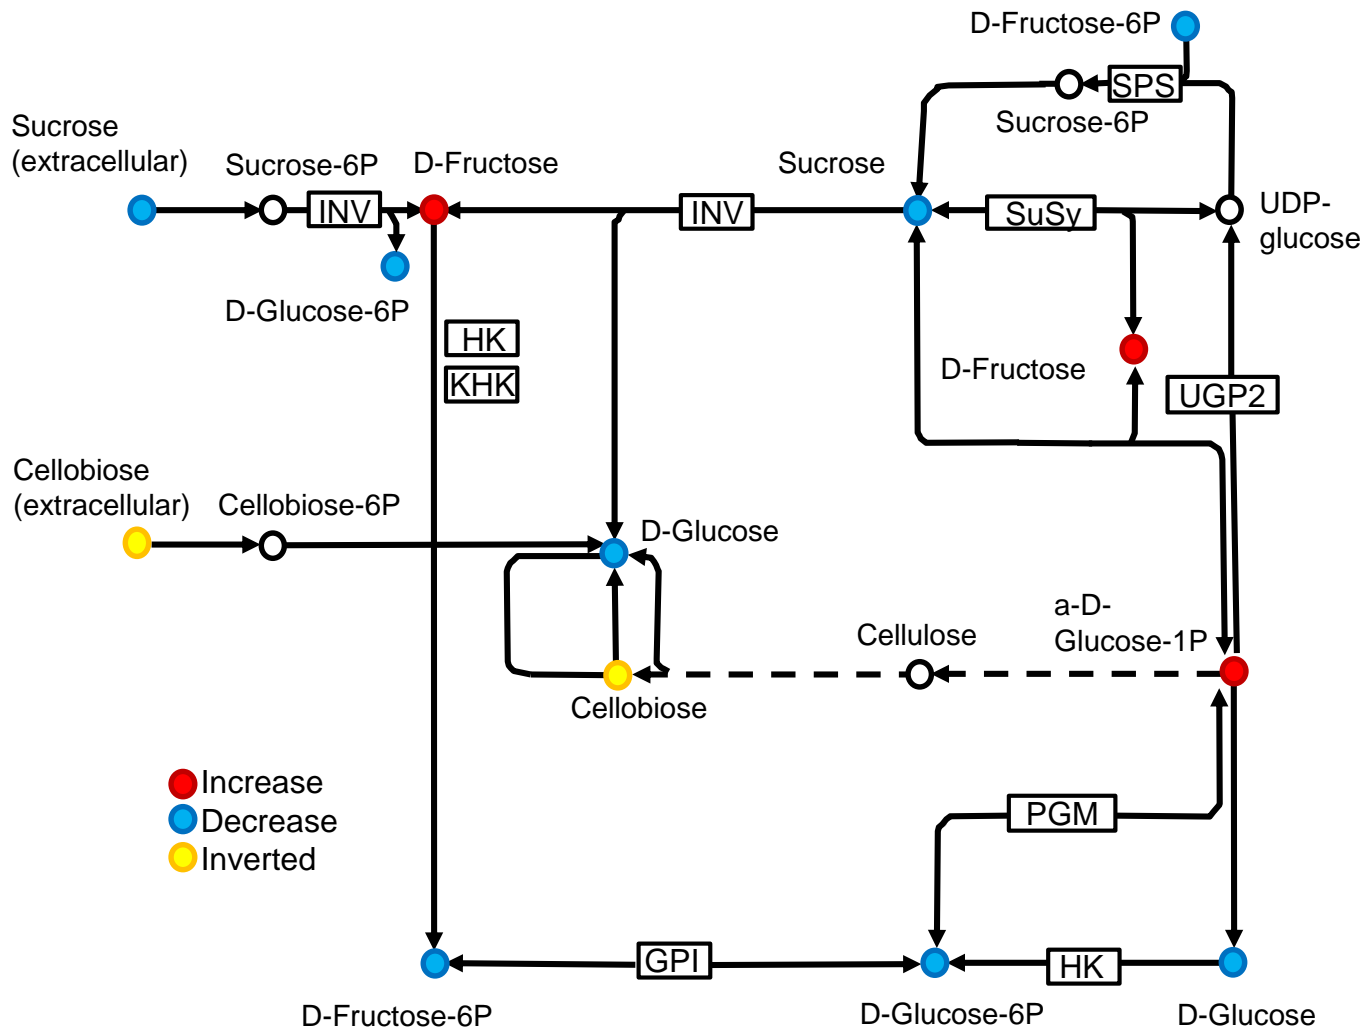 D-Fructose-6P
SPS
Sucrose-6P
Sucrose
(extracellular)
Sucrose-6P
D-Fructose
Sucrose
INV
INV
SuSy
UDP-
glucose
D-Glucose-6P
HK
KHK
D-Fructose
UGP2
Cellobiose
(extracellular)
Cellobiose-6P
D-Glucose
a-D-
Glucose-1P
Cellulose
Cellobiose
Increase
Decrease
Inverted
PGM
GPI
HK
D-Fructose-6P
D-Glucose-6P
D-Glucose